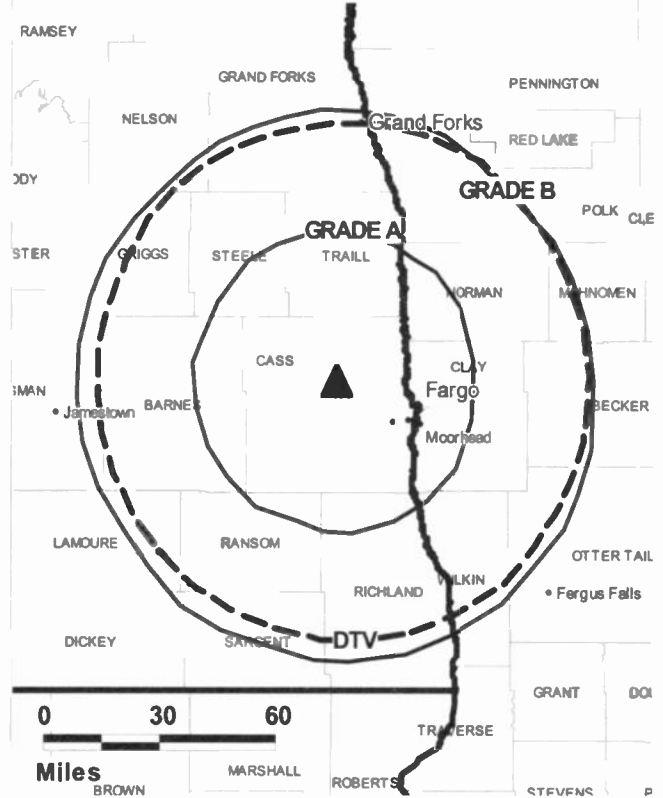 RAMSEY
GRAND FORKS
PENNINGTON
NELSON
Grand Forks
RED LAKE
DDY
GRADE B
POLK
CLE
GRADE A
STER
GRIGGS
STEELE
TRAILL
NORMAN
MAHNOMEN
CASS
CLAY
SMAN
Fargo
Jamestown
BARNES
BECKER
Moorhead
LAMOURE
RANSOM
OTTER TAIL
RICHLAND
WILKIN
Fergus Falls
DICKEY
SARGENT
DTV
GRANT
DOU
0 30 60
TRAVERSE
Miles
MARSHALL
BROWN
ROBERTS
STEVENS
P